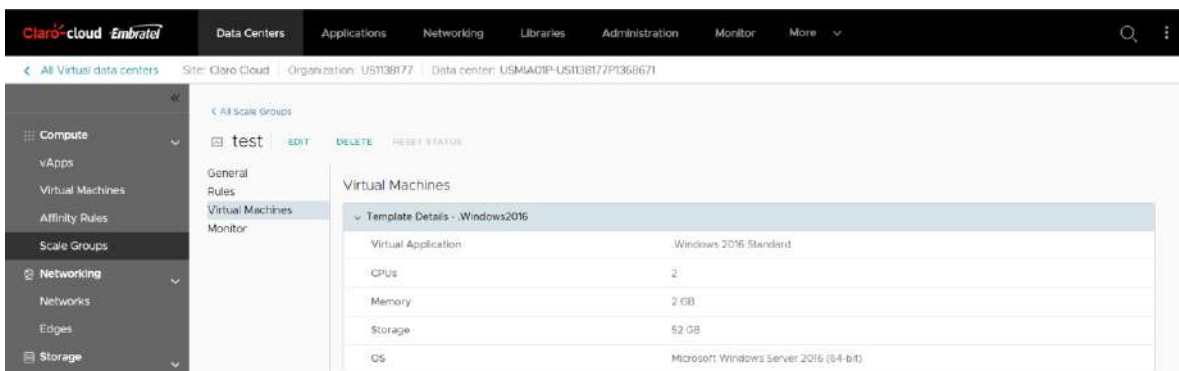 Claro-cloud Embratel Data Centers Applications Networking Libraries Administration Monitor More
All Virtual data centers Site: Claro Cloud Organization: US1138177 Data center: USMIA01P-US1138177P1368671
All Scale Groups
test EDIT DELETE RESET STATUS
Compute
vApps
Virtual Machines
Affinity Rules
Scale Groups
Networking
Networks
Edges
Storage
General
Rules
Virtual Machines
Monitor
Virtual Machines
Template Details - .Windows2016
Virtual Application .Windows 2016 Standard
CPUs 2
Memory 2 GB
Storage 52 GB
OS Microsoft Windows Server 2016 (64-bit)